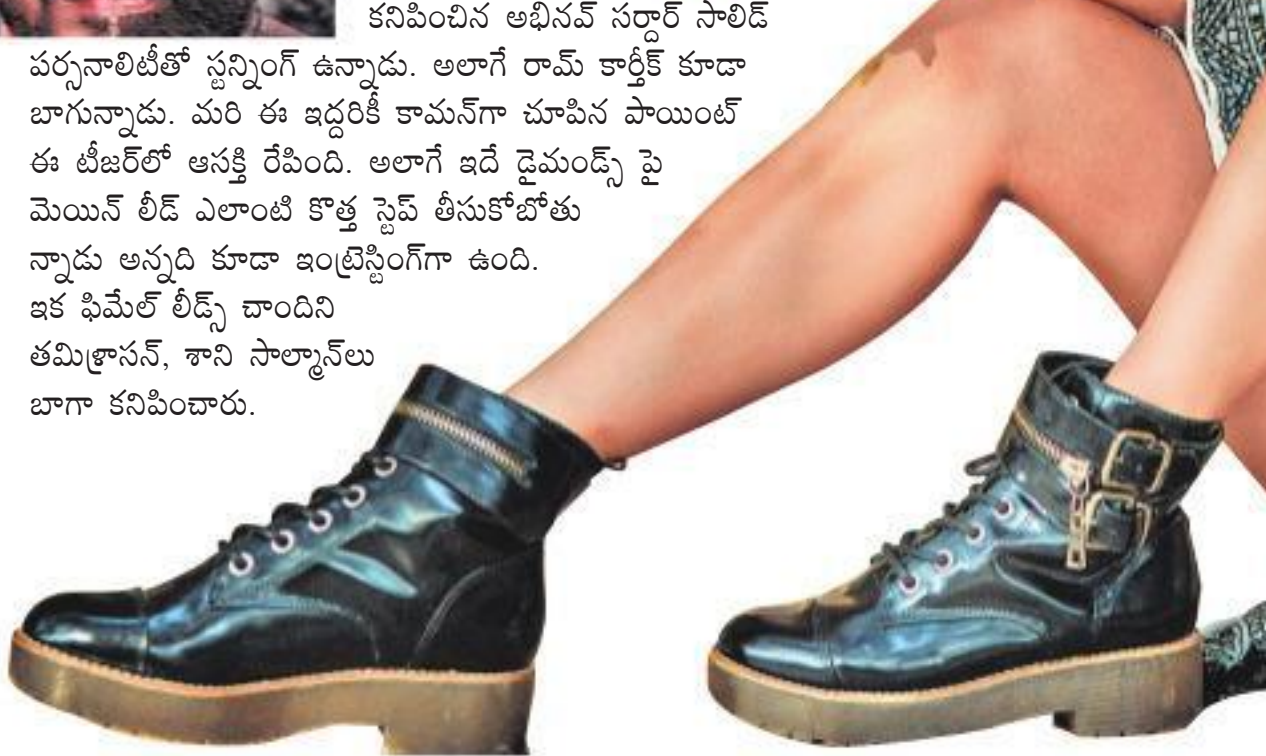 కనిపించిన అభినవ్ సర్దార్ సాలిడ్
పర్సనాలిటీతో స్టన్నింగ్ ఉన్నాడు. అలాగే రామ్ కార్తీక్ కూడా
బాగున్నాడు. మరి ఈ ఇద్దరికీ కామన్‌గా చూపిన పాయింట్
ఈ టీజర్‌లో ఆసక్తి రేపింది. అలాగే ఇదే డైమండ్స్ పై
మెయిన్ లీడ్ ఎలాంటి కొత్త స్టెప్ తీసుకోబోతు
న్నాడు అన్నది కూడా ఇంట్రెస్టింగ్‌గా ఉంది.
ఇక ఫిమేల్ లీడ్స్ చాందిని
తమిళ్రాసన్, శాని సాల్మాన్‌లు
బాగా కనిపించారు.